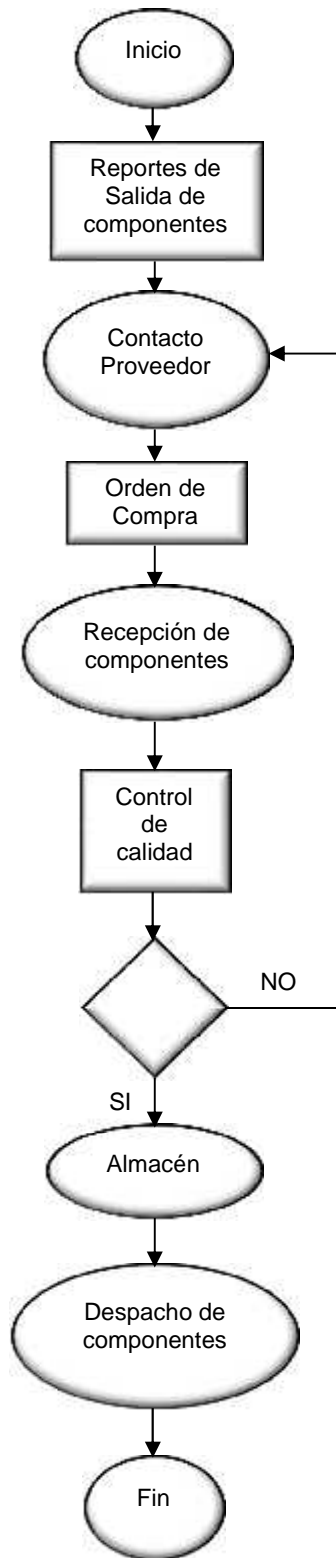 Inicio
Reportes de
Salida de
componentes
Contacto
Proveedor
Orden de
Compra
Recepción de
componentes
Control
de
calidad
NO
SI
Almacén
Despacho de
componentes
Fin